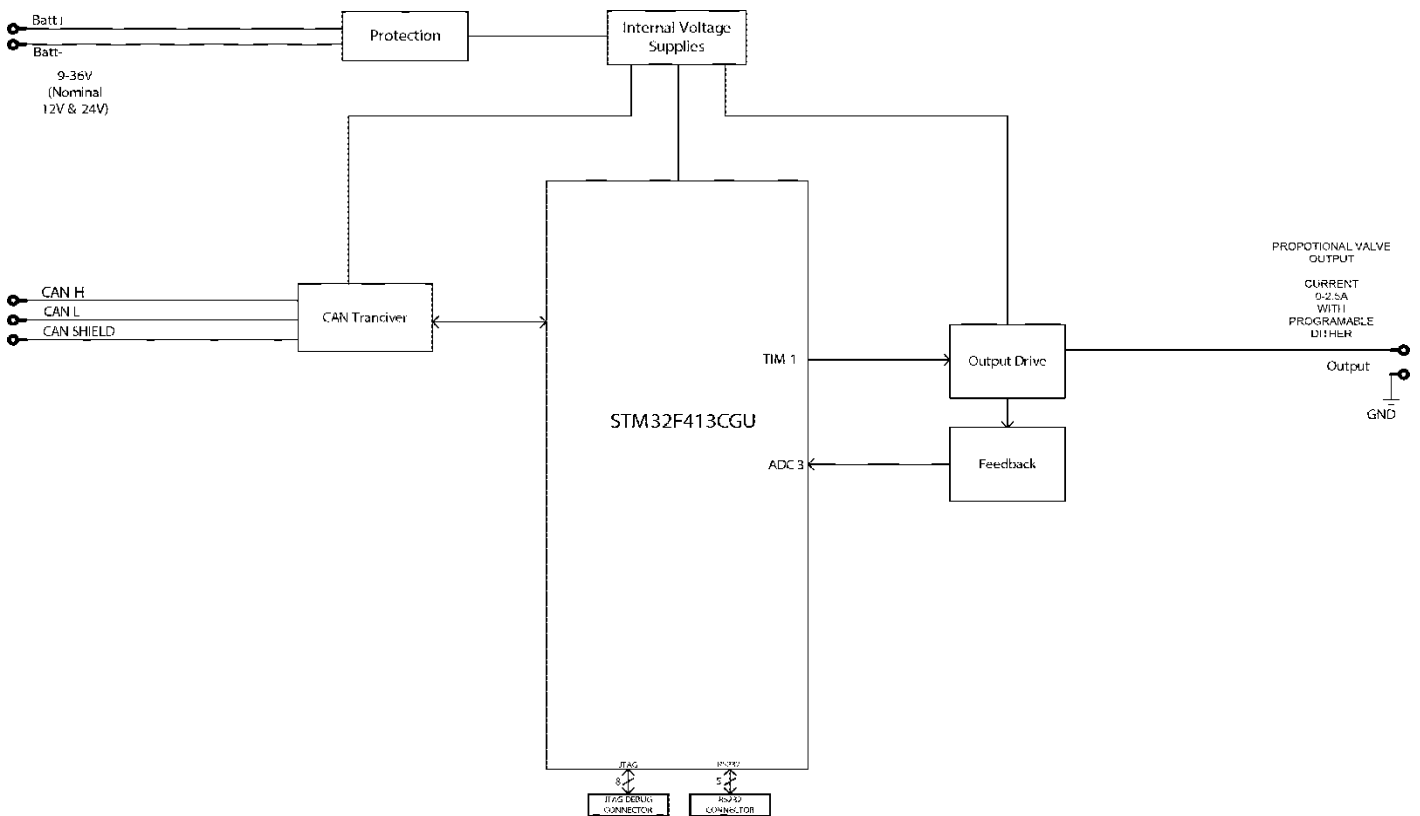 Batt+
Batt-
9-36V
(Nominal
12V & 24V)
Protection
Internal Voltage
Supplies
CAN H
CAN L
CAN SHIELD
CAN Tranciver
STM32F413CGU
TIM 1
ADC 3
Output Drive
Feedback
PROPOTIONAL VALVE
OUTPUT
CURRENT
0-2.5A
WITH
PROGRAMABLE
DITHER
Output
GND
JTAG
8
JTAG DEBUG
CONNECTOR
RS232
5
RS232
CONNECTOR